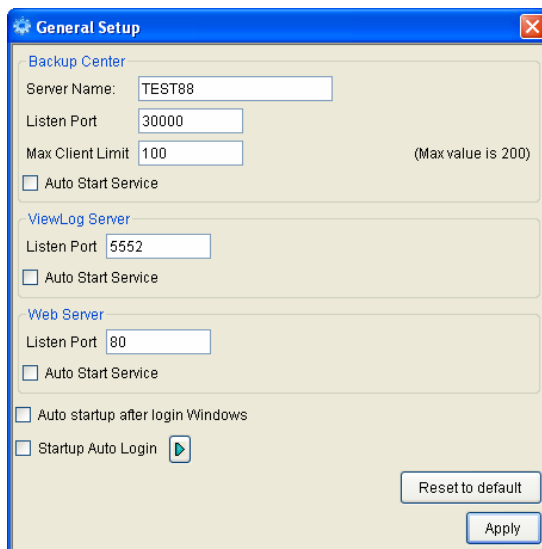 General Setup
Backup Center
Server Name: TEST88
Listen Port 30000
Max Client Limit 100 (Max value is 200)
Auto Start Service
ViewLog Server
Listen Port 5552
Auto Start Service
Web Server
Listen Port 80
Auto Start Service
Auto startup after login Windows
Startup Auto Login
Reset to default
Apply